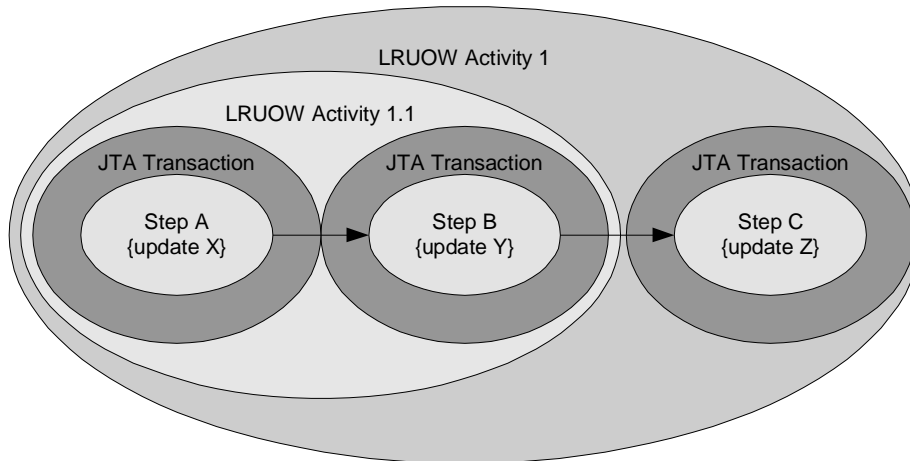 LRUOW Activity 1
LRUOW Activity 1.1
JTA Transaction
Step A
{update X}
JTA Transaction
Step B
{update Y}
JTA Transaction
Step C
{update Z}